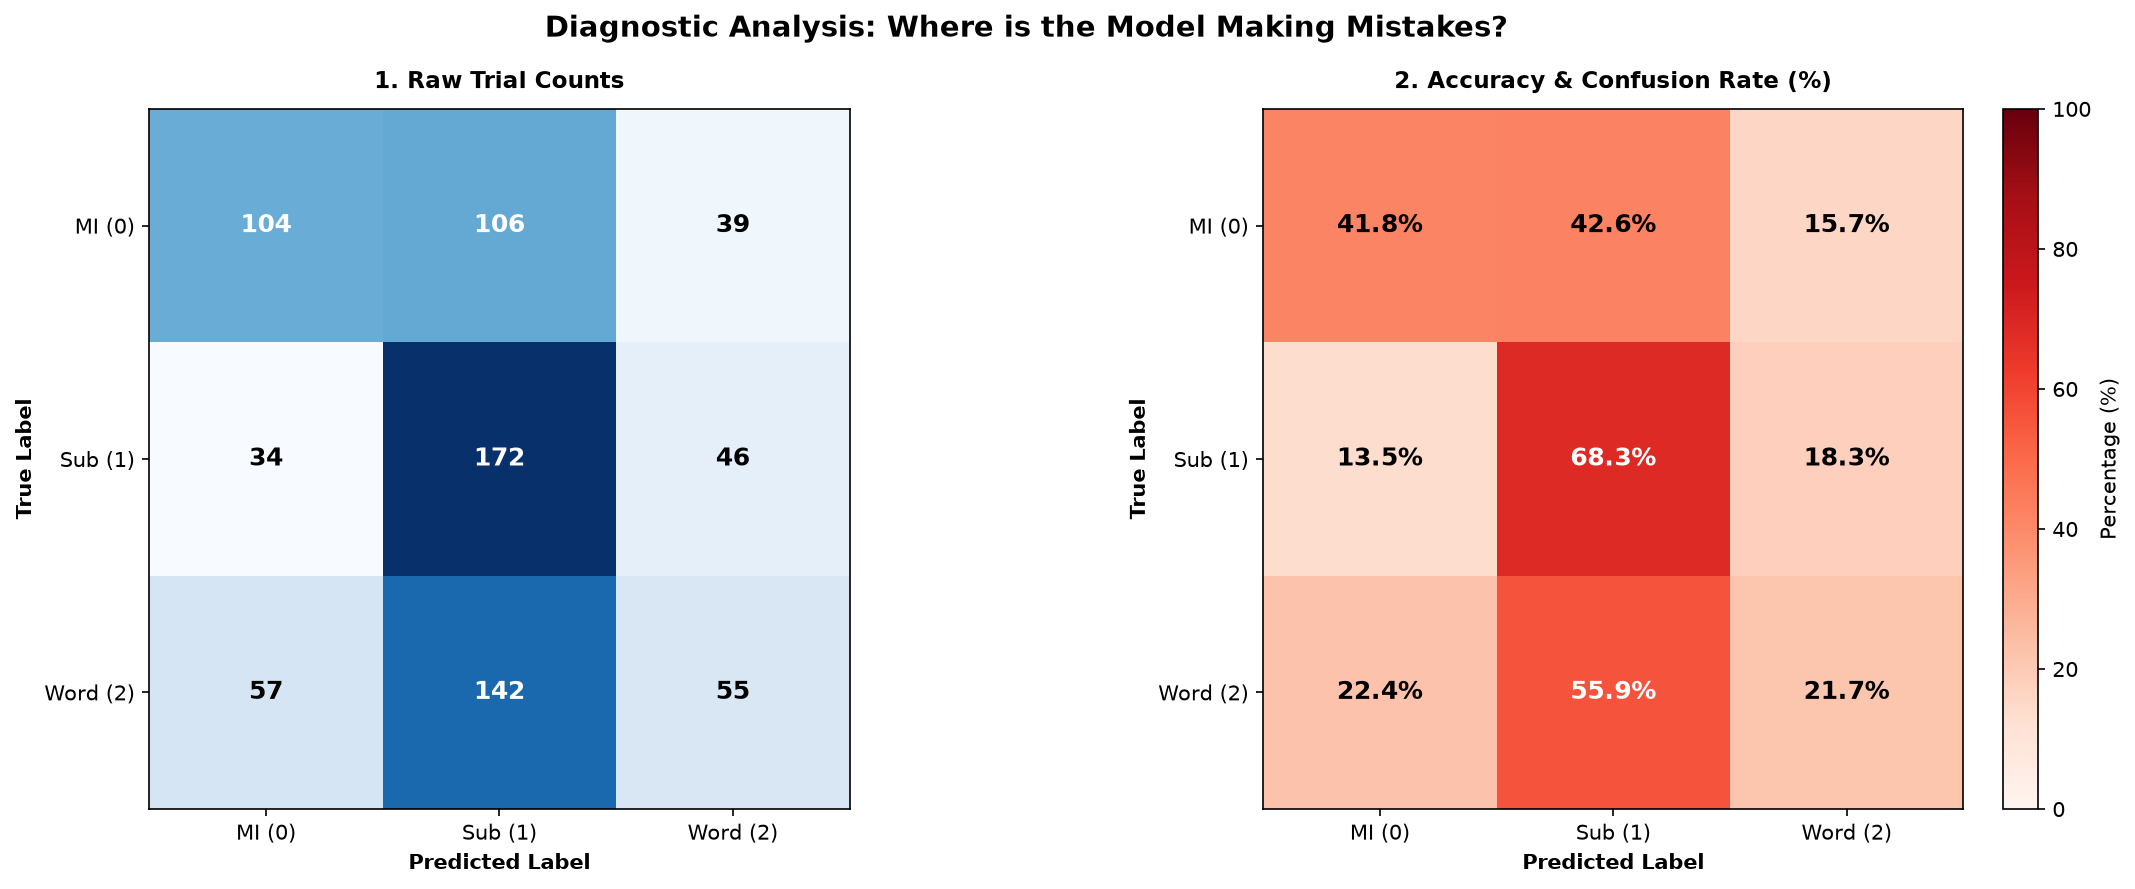 Diagnostic Analysis: Where is the Model Making Mistakes?
1. Raw Trial Counts
True Label
MI (0)
104 106 39
Sub (1)
34 172 46
Word (2)
57 142 55
MI (0) Sub (1) Word (2)
Predicted Label
2. Accuracy & Confusion Rate (%)
True Label
MI (0)
41.8% 42.6% 15.7%
Sub (1)
13.5% 68.3% 18.3%
Word (2)
22.4% 55.9% 21.7%
MI (0) Sub (1) Word (2)
Predicted Label
100
80
60
40
20
0
Percentage (%)